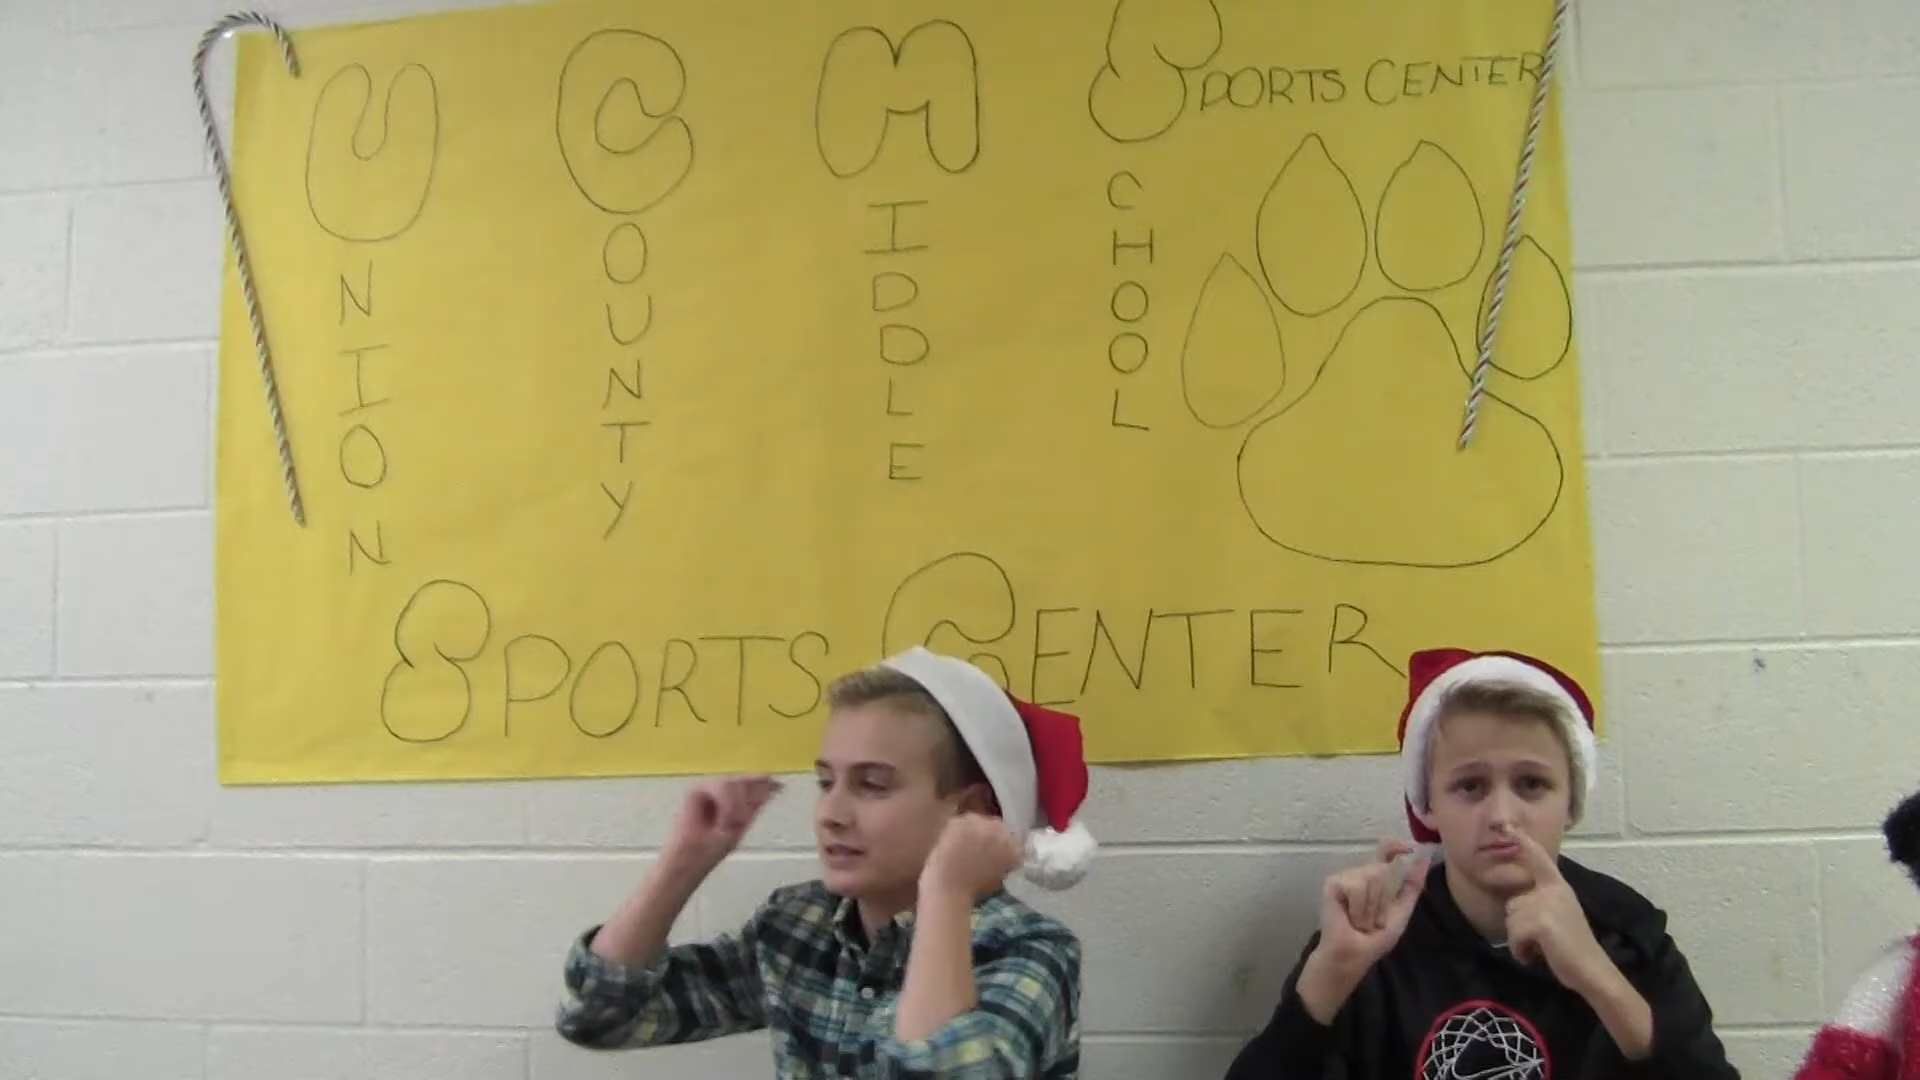 UNION
COUNTY
MIDDLE
SCHOOL
SPORTS CENTER
SPORTS CENTER